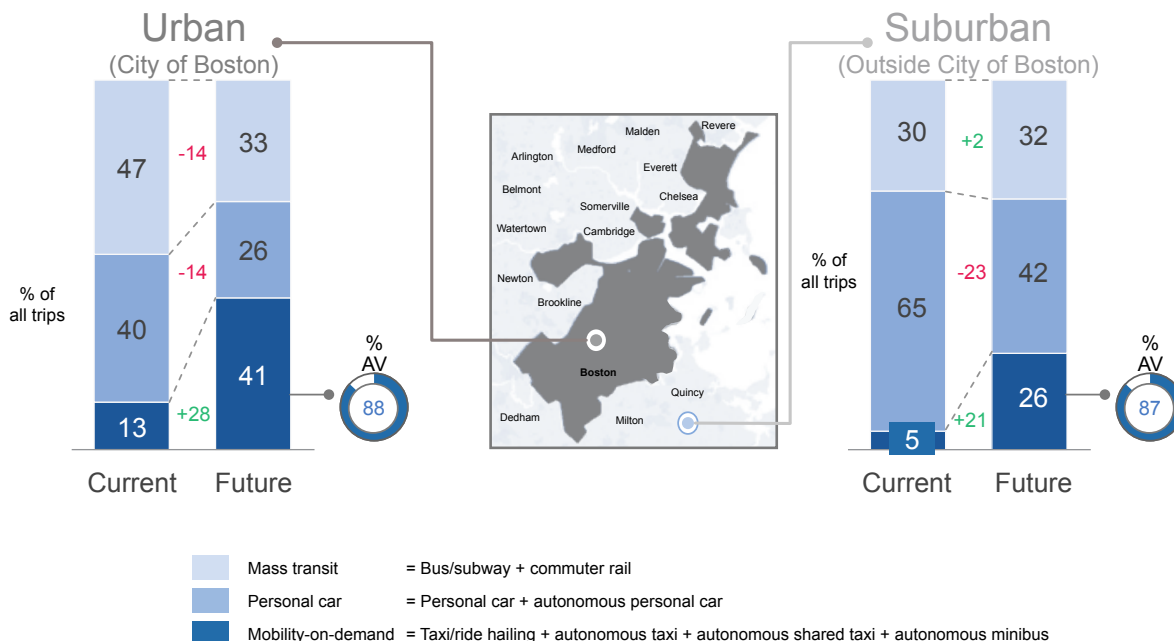 Urban
(City of Boston)
Suburban
(Outside City of Boston)
47
-14
33
40
-14
26
13
+28
41
% of
all trips
Current
Future
%
AV
88
Revere
Malden
Medford
Arlington
Everett
Belmont
Chelsea
Somerville
Watertown
Cambridge
Newton
Brookline
Boston
Quincy
Dedham
Milton
30
+2
32
65
-23
42
5
+21
26
% of
all trips
Current
Future
%
AV
87
Mass transit = Bus/subway + commuter rail
Personal car = Personal car + autonomous personal car
Mobility-on-demand = Taxi/ride hailing + autonomous taxi + autonomous shared taxi + autonomous minibus